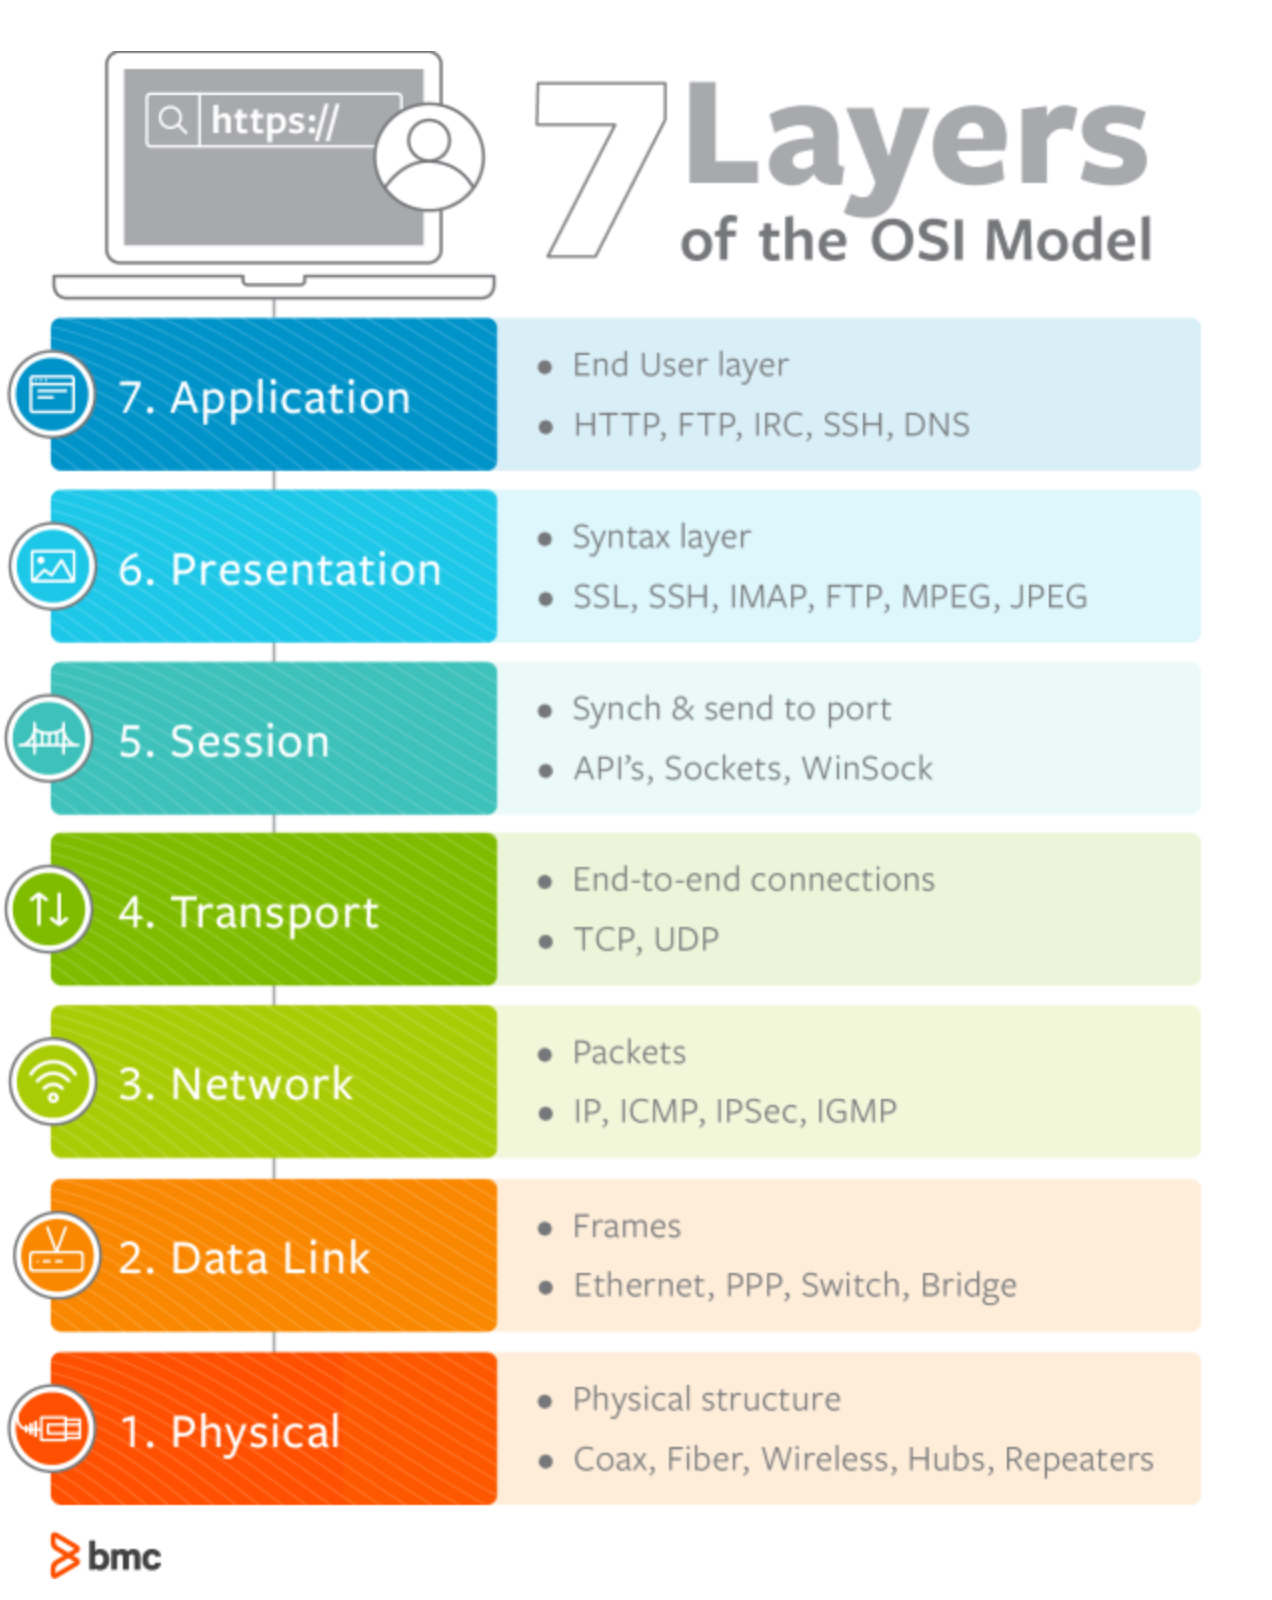 https://
7 Layers
of the OSI Model
7. Application
• End User layer
• HTTP, FTP, IRC, SSH, DNS
6. Presentation
• Syntax layer
• SSL, SSH, IMAP, FTP, MPEG, JPEG
5. Session
• Synch & send to port
• API’s, Sockets, WinSock
4. Transport
• End-to-end connections
• TCP, UDP
3. Network
• Packets
• IP, ICMP, IPSec, IGMP
2. Data Link
• Frames
• Ethernet, PPP, Switch, Bridge
1. Physical
• Physical structure
• Coax, Fiber, Wireless, Hubs, Repeaters
bmc